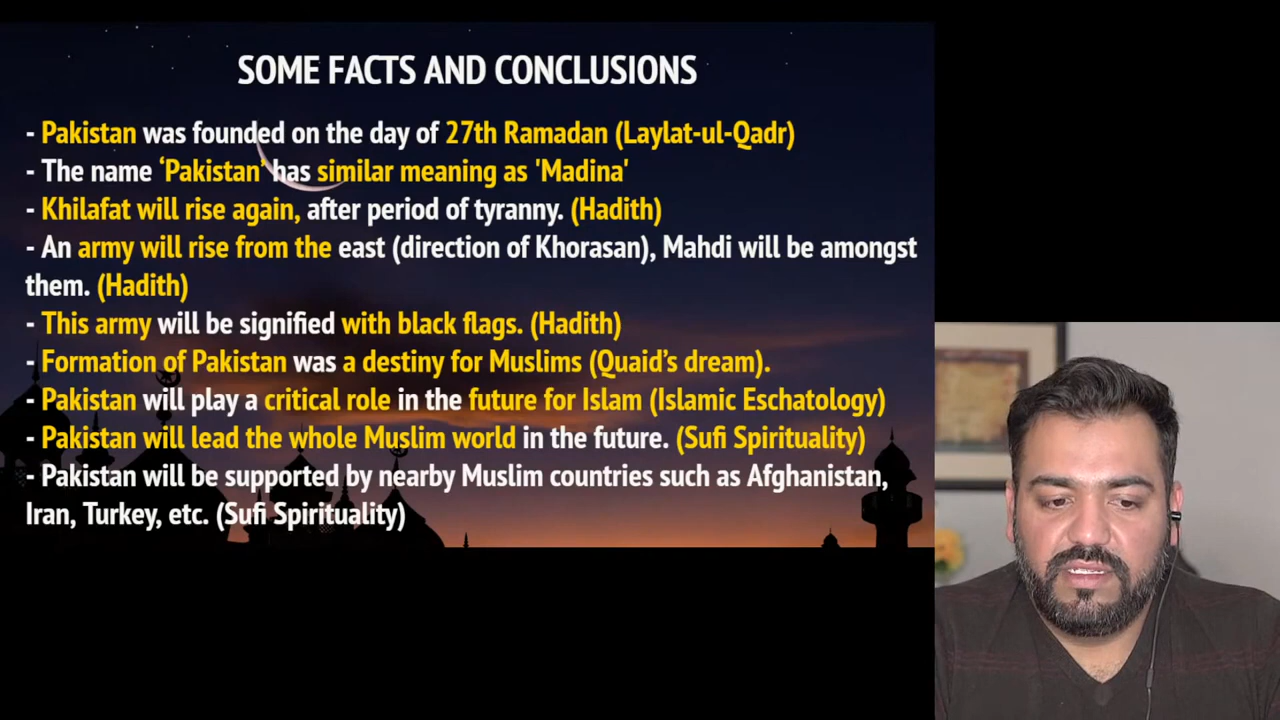 SOME FACTS AND CONCLUSIONS
- Pakistan was founded on the day of 27th Ramadan (Laylat-ul-Qadr)
- The name ‘Pakistan’ has similar meaning as 'Madina'
- Khilafat will rise again, after period of tyranny. (Hadith)
- An army will rise from the east (direction of Khorasan), Mahdi will be amongst
them. (Hadith)
- This army will be signified with black flags. (Hadith)
- Formation of Pakistan was a destiny for Muslims (Quaid’s dream).
- Pakistan will play a critical role in the future for Islam (Islamic Eschatology)
- Pakistan will lead the whole Muslim world in the future. (Sufi Spirituality)
- Pakistan will be supported by nearby Muslim countries such as Afghanistan,
Iran, Turkey, etc. (Sufi Spirituality)